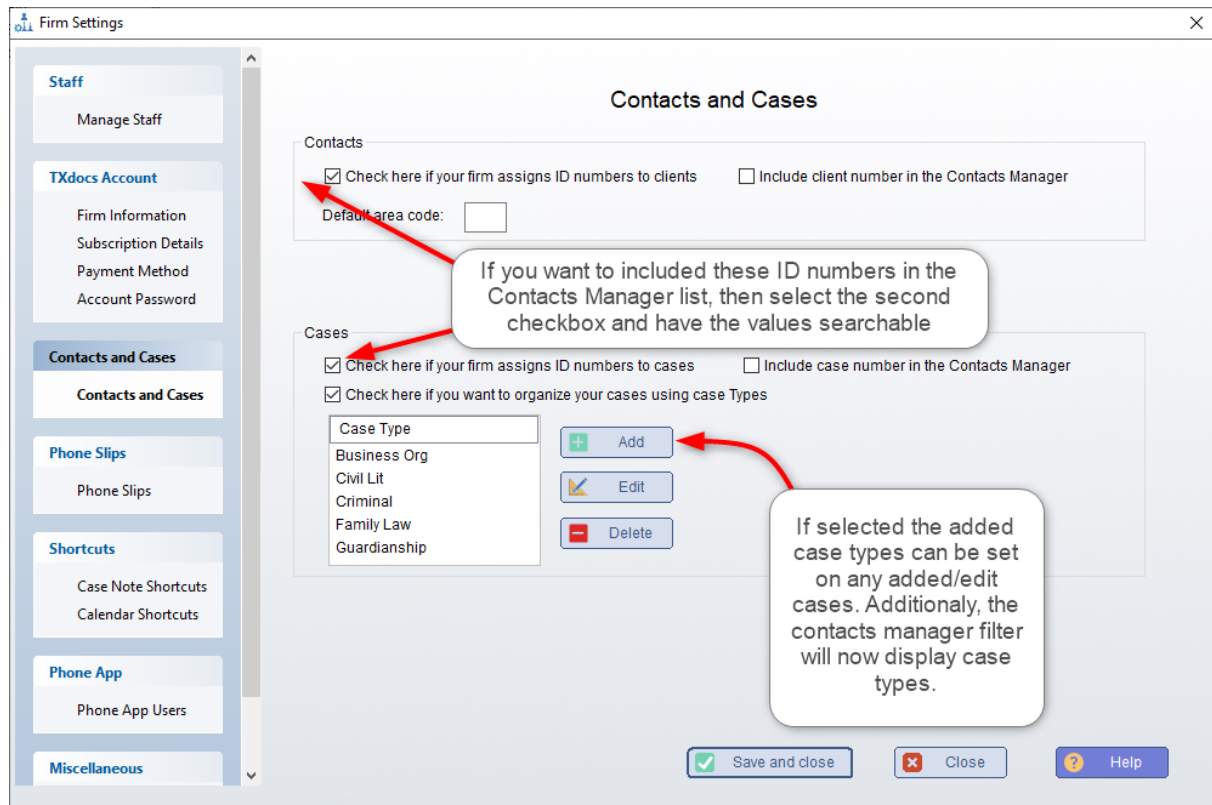 Firm Settings
Staff
Manage Staff
TXdocs Account
Firm Information
Subscription Details
Payment Method
Account Password
Contacts and Cases
Contacts and Cases
Phone Slips
Phone Slips
Shortcuts
Case Note Shortcuts
Calendar Shortcuts
Phone App
Phone App Users
Miscellaneous
Contacts and Cases
Contacts
Check here if your firm assigns ID numbers to clients
Include client number in the Contacts Manager
Default area code:
If you want to included these ID numbers in the
Contacts Manager list, then select the second
checkbox and have the values searchable
Cases
Check here if your firm assigns ID numbers to cases
Include case number in the Contacts Manager
Check here if you want to organize your cases using case Types
Case Type
Business Org
Civil Lit
Criminal
Family Law
Guardianship
Add
Edit
Delete
If selected the added
case types can be set
on any added/edit
cases. Additionaly, the
contacts manager filter
will now display case
types.
Save and close
Close
Help